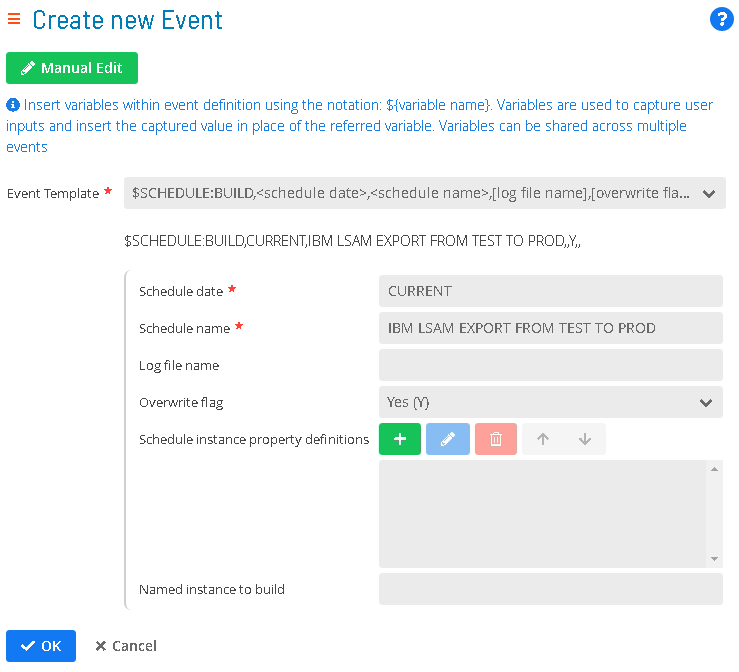 Create new Event
?
Manual Edit
Insert variables within event definition using the notation: ${variable name}. Variables are used to capture user
inputs and insert the captured value in place of the referred variable. Variables can be shared across multiple
events
Event Template * $SCHEDULE:BUILD,<schedule date>,<schedule name>,[log file name],[overwrite fla...
$SCHEDULE:BUILD,CURRENT,IBM LSAM EXPORT FROM TEST TO PROD,,Y,,
Schedule date * CURRENT
Schedule name * IBM LSAM EXPORT FROM TEST TO PROD
Log file name
Overwrite flag Yes (Y)
Schedule instance property definitions
Named instance to build
OK Cancel